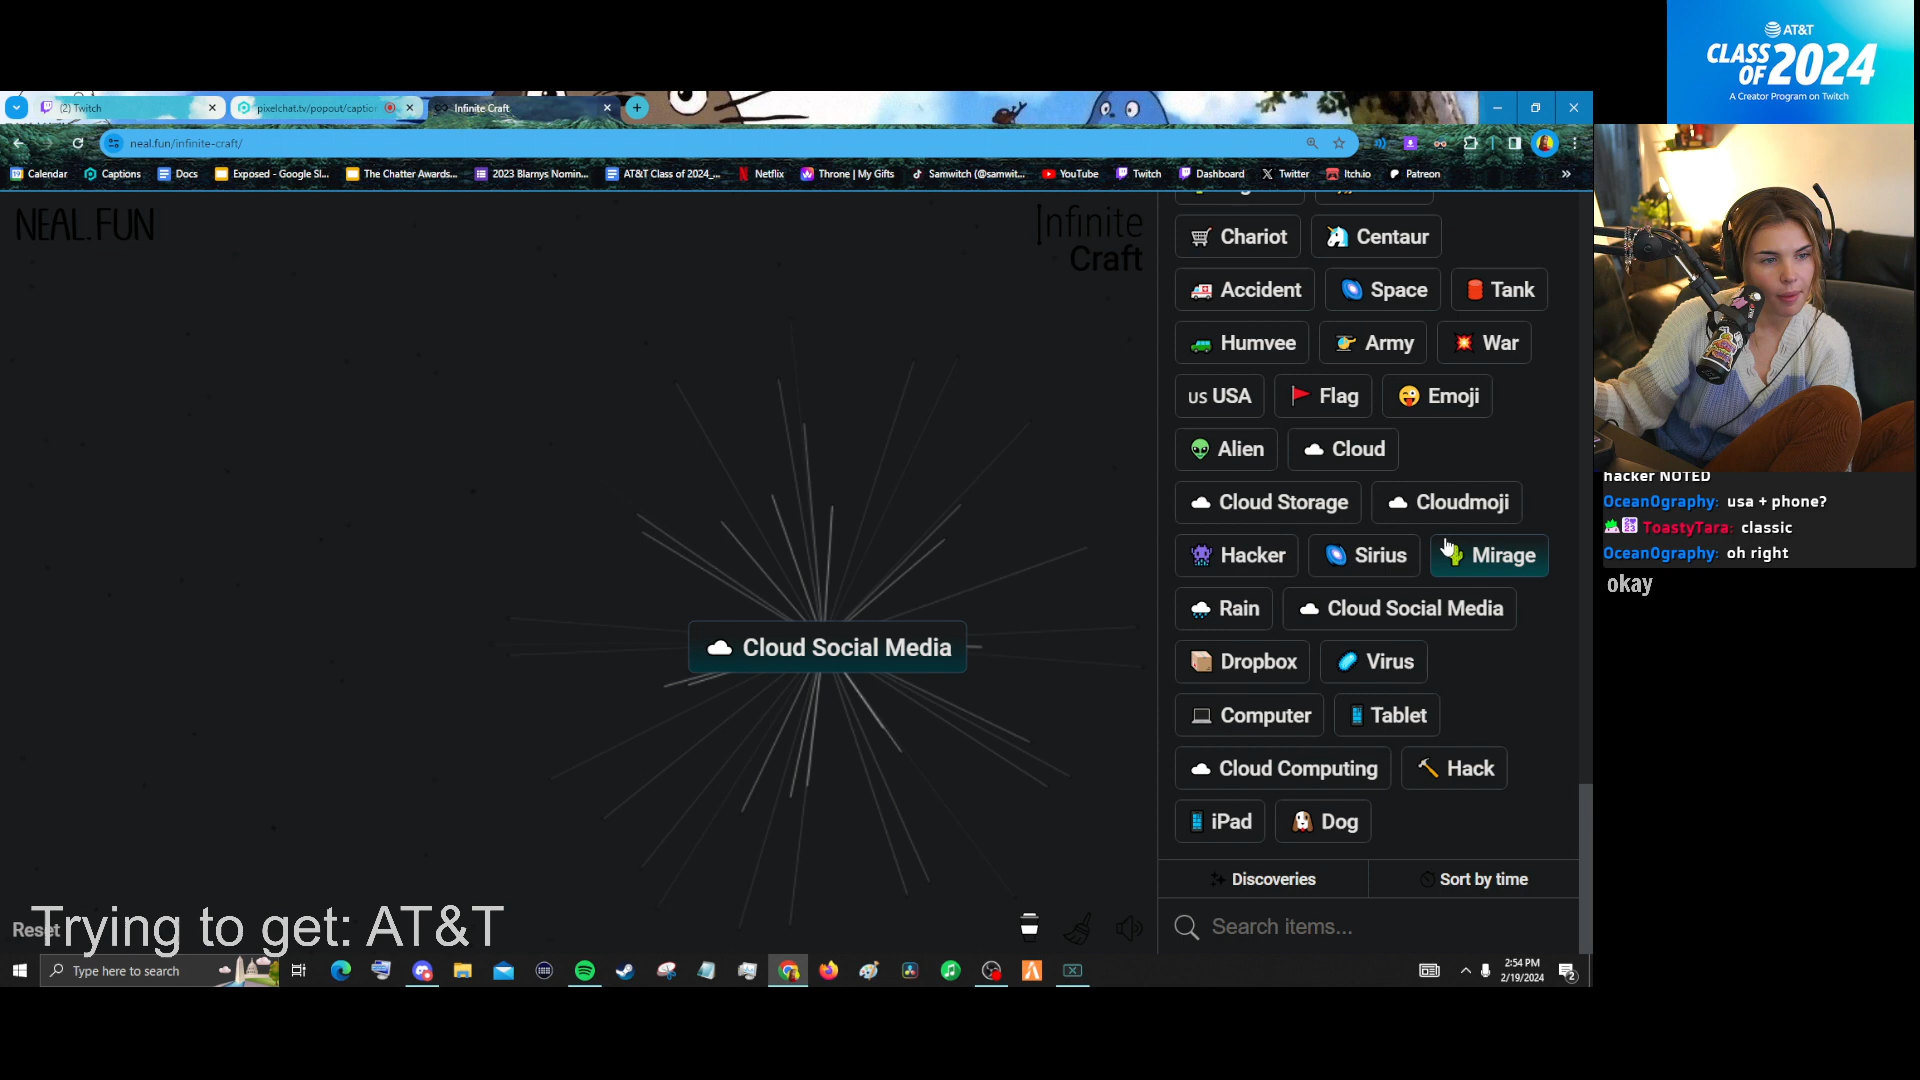 AT&T
CLASS
OF 2024
A Creator Program on Twitch
(2) Twitch
pixelchat.tv/popout/captio
Infinite Craft
neal.fun/infinite-craft/
Calendar
Captions
Docs
Exposed - Google Sl...
The Chatter Awards...
2023 Blarnys Nomin...
AT&T Class of 2024_...
Netflix
Throne | My Gifts
Samwitch (@samwit...
YouTube
Twitch
Dashboard
Twitter
Itch.io
Patreon
NEAL.FUN
Infinite
Craft
Chariot
Centaur
Accident
Space
Tank
Humvee
Army
War
US USA
Flag
Emoji
Alien
Cloud
Cloud Storage
Cloudmoji
Hacker
Sirius
Mirage
Rain
Cloud Social Media
Dropbox
Virus
Computer
Tablet
Cloud Computing
Hack
iPad
Dog
Cloud Social Media
Discoveries
Sort by time
Search items...
Reset
Trying to get: AT&T
hacker NOTED
OceanOgraphy: usa + phone?
ToastyTara: classic
OceanOgraphy: oh right
okay
Type here to search
2:54 PM
2/19/2024
2